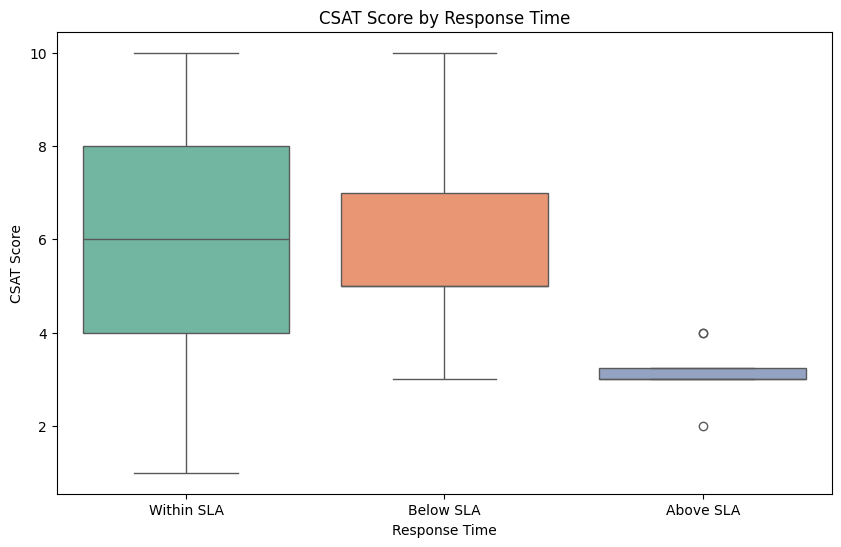 CSAT Score by Response Time
CSAT Score
10
8
6
4
2
Within SLA
Below SLA
Above SLA
Response Time